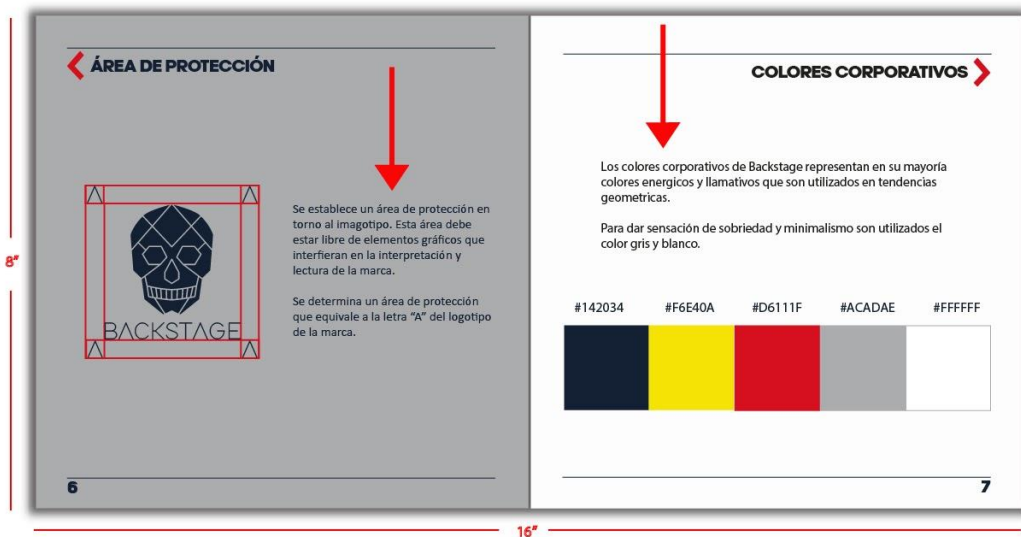 ÁREA DE PROTECCIÓN
BACKSTAGE
Se establece un área de protección en
torno al imagotipo. Esta área debe
estar libre de elementos gráficos que
interfieran en la interpretación y
lectura de la marca.
Se determina un área de protección
que equivale a la letra “A” del logotipo
de la marca.
6
COLORES CORPORATIVOS
Los colores corporativos de Backstage representan en su mayoría
colores energicos y llamativos que son utilizados en tendencias
geometricas.
Para dar sensación de sobriedad y minimalismo son utilizados el
color gris y blanco.
#142034 #F6E40A #D6111F #ACADAE #FFFFFF
7
8"
16"